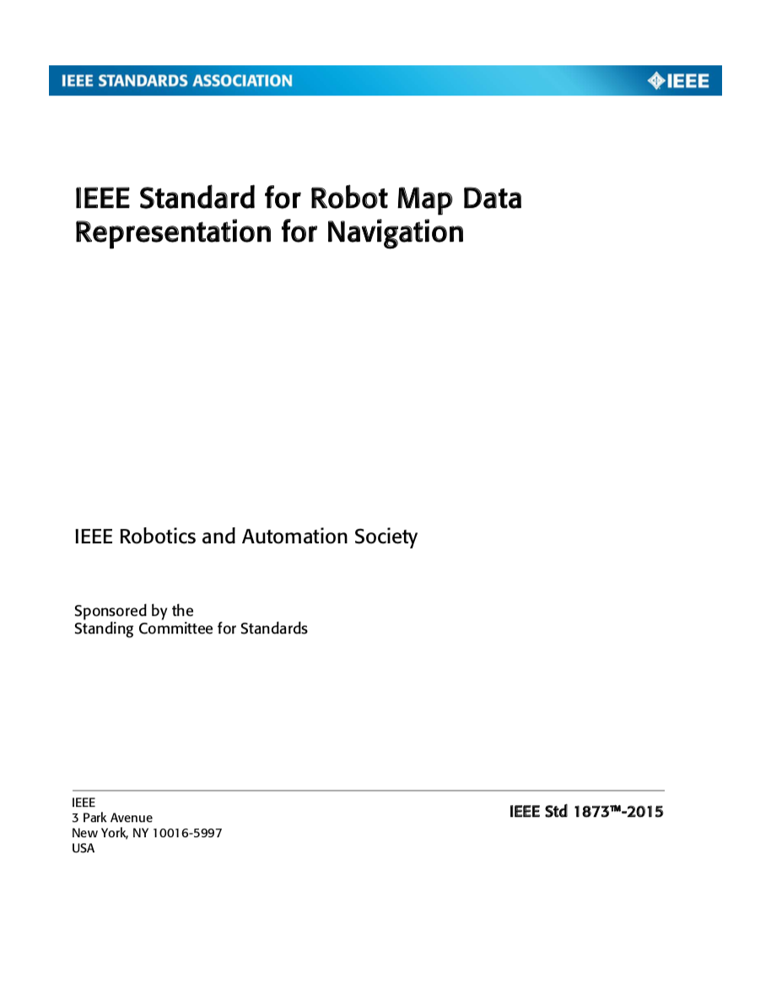 IEEE STANDARDS ASSOCIATION
IEEE
IEEE Standard for Robot Map Data
Representation for Navigation
IEEE Robotics and Automation Society
Sponsored by the
Standing Committee for Standards
IEEE
3 Park Avenue
New York, NY 10016-5997
USA
IEEE Std 1873™-2015